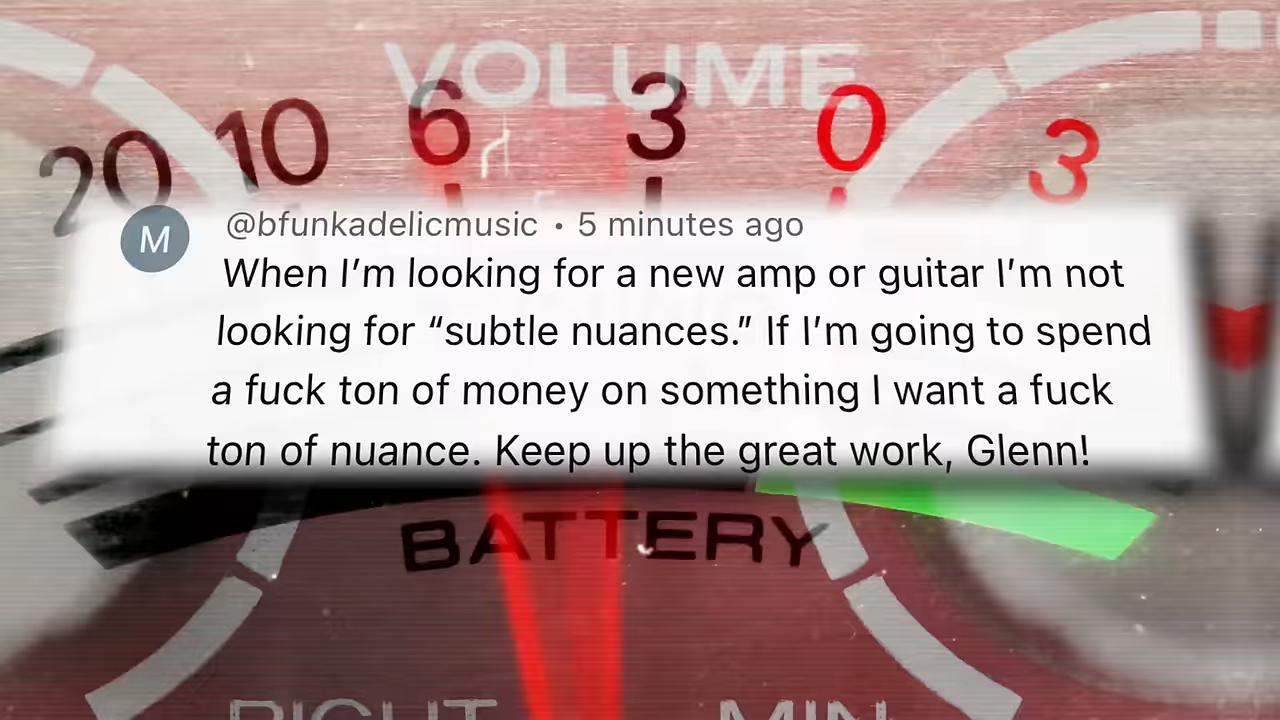 VOLUME
20 10 6 3 0 3
M
@bfunkadelicmusic • 5 minutes ago
When I’m looking for a new amp or guitar I’m not
looking for “subtle nuances.” If I’m going to spend
a fuck ton of money on something I want a fuck
ton of nuance. Keep up the great work, Glenn!
BATTERY
RIGHT MIN